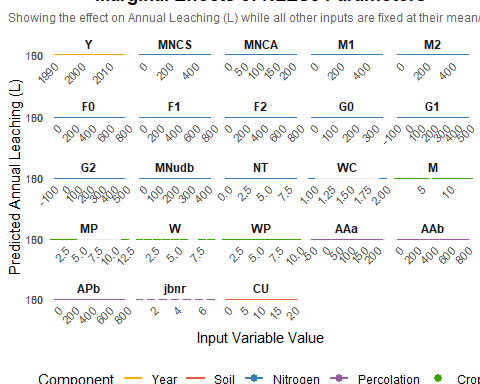 Showing the effect on Annual Leaching (L) while all other inputs are fixed at their mean/
Predicted Annual Leaching (L)
Y MNCS MNCA M1 M2
160
1990 2000 2010 0 200 400 0 50 100 150 200 0 200 400 0 200 400
F0 F1 F2 G0 G1
160
0 200 400 600 800 0 200 400 600 800 0 200 400 600 800 0 100 200 300 -100 0 100 200 300 400 500
G2 MNudb NT WC M
160
-100 0 100 200 300 400 500 0 100 200 300 400 0.0 2.5 5.0 7.5 1.00 1.25 1.50 1.75 2.00 5 10
MP W WP AAa AAb
160
2.5 5.0 7.5 10.0 12.5 2.5 5.0 7.5 2.5 5.0 7.5 10.0 -50 0 50 100 150 200 0 200 400 600 800
APb jbnr CU
160
0 200 400 600 800 2 4 6 0 5 10 15 20
Input Variable Value
Component Year Soil Nitrogen Percolation